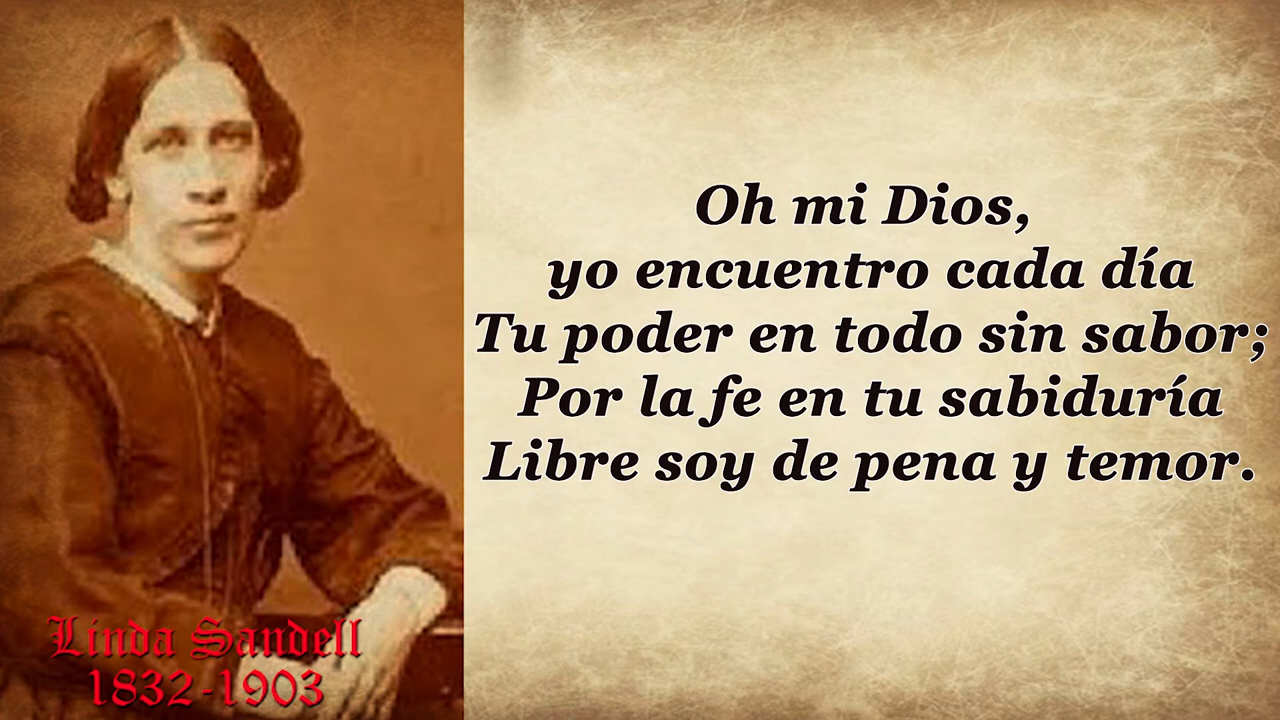 Oh mi Dios,
yo encuentro cada día
Tu poder en todo sin sabor;
Por la fe en tu sabiduría
Libre soy de pena y temor.
Linda Sandell
1832-1903